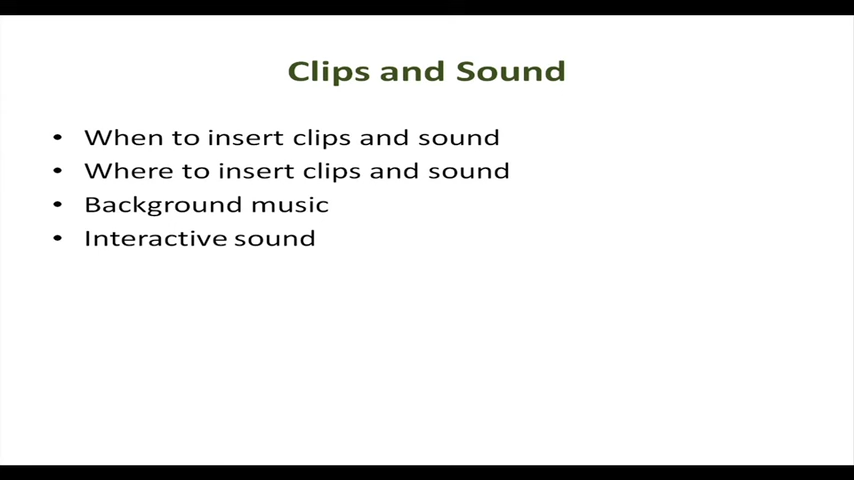 Clips and Sound
• When to insert clips and sound
• Where to insert clips and sound
• Background music
• Interactive sound